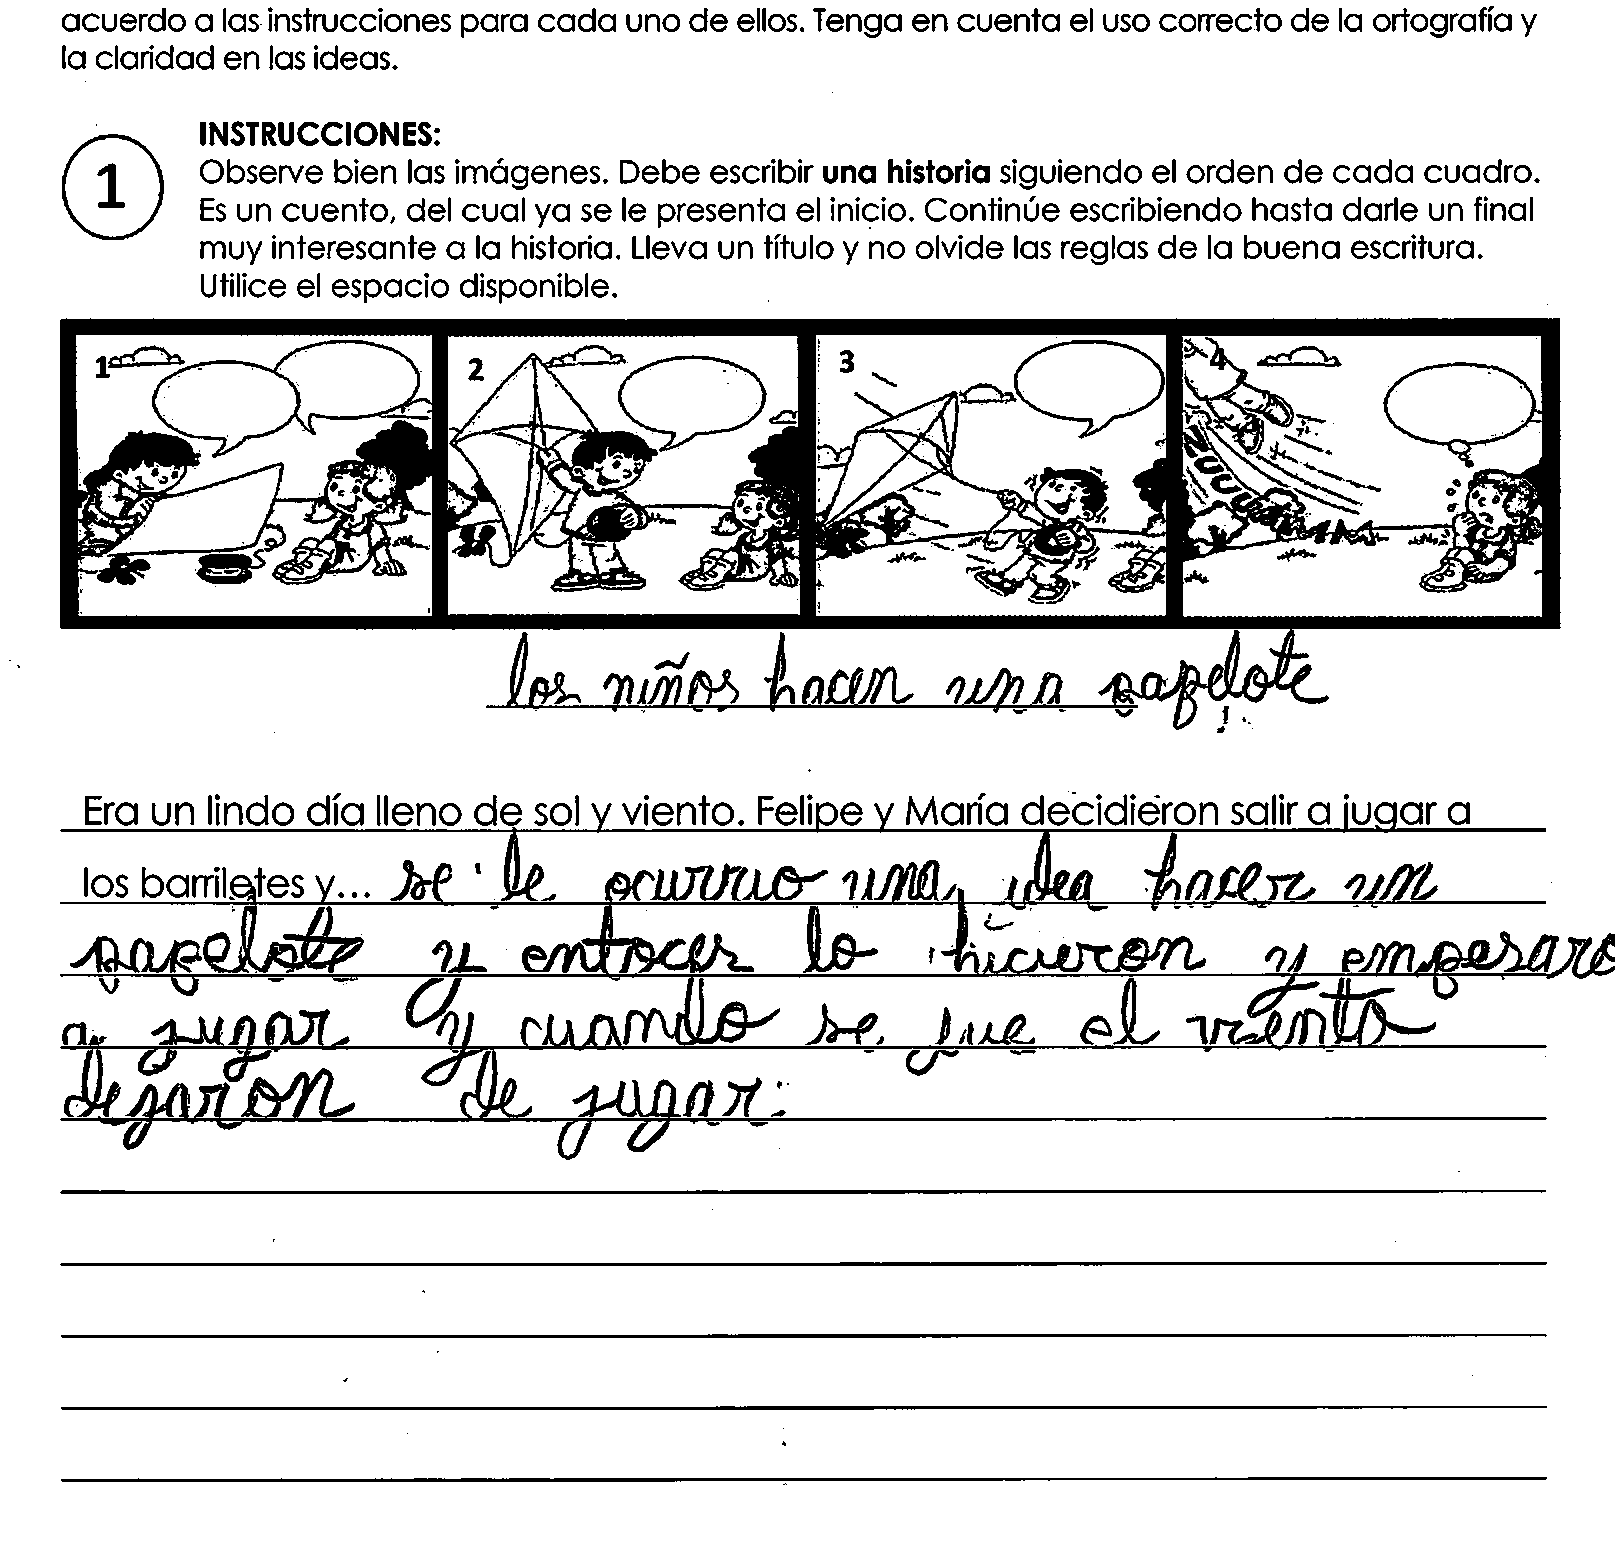 acuerdo a las instrucciones para cada uno de ellos. Tenga en cuenta el uso correcto de la ortografía y
la claridad en las ideas.
1
INSTRUCCIONES:
Observe bien las imágenes. Debe escribir una historia siguiendo el orden de cada cuadro.
Es un cuento, del cual ya se le presenta el inicio. Continúe escribiendo hasta darle un final
muy interesante a la historia. Lleva un título y no olvide las reglas de la buena escritura.
Utilice el espacio disponible.
1 2 3 4
los niños hacen una papelote
Era un lindo día lleno de sol y viento. Felipe y María decidieron salir a jugar a
los barriletes y... se le ocurrio una idea hacer un
papelote y entoces lo hicieron y empesaro
a jugar y cuando se fue el viento
dejaron de jugar.